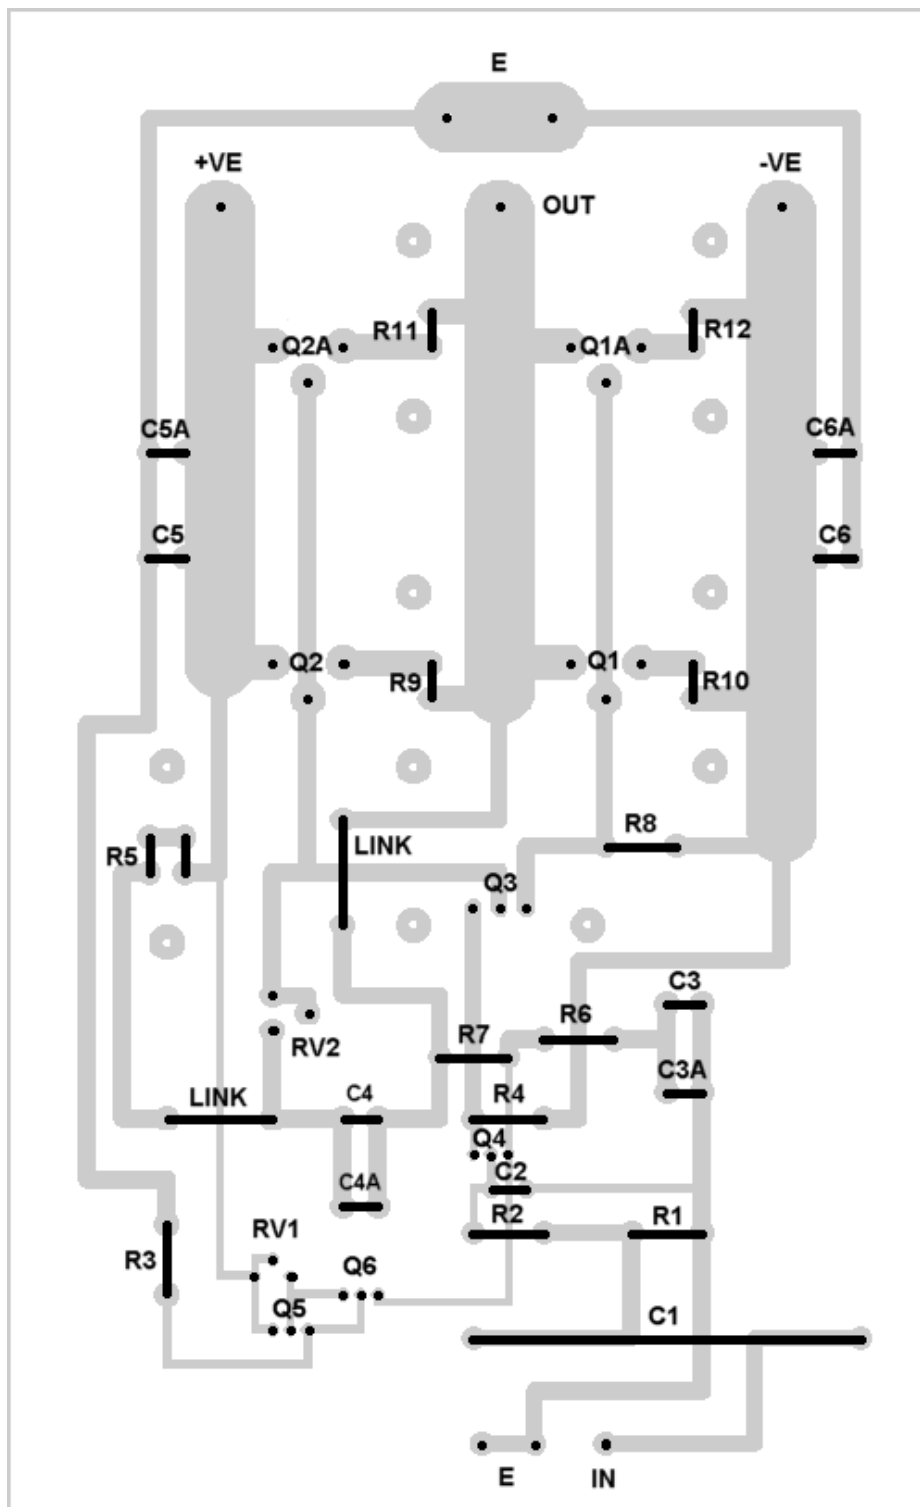 E
+VE
-VE
OUT
R11
Q2A
Q1A
R12
C5A
C6A
C5
C6
Q2
R9
Q1
R10
R8
LINK
R5
Q3
C3
R6
RV2
R7
C3A
LINK
C4
R4
Q4
C2
C4A
R2
R1
RV1
R3
Q6
Q5
C1
E
IN